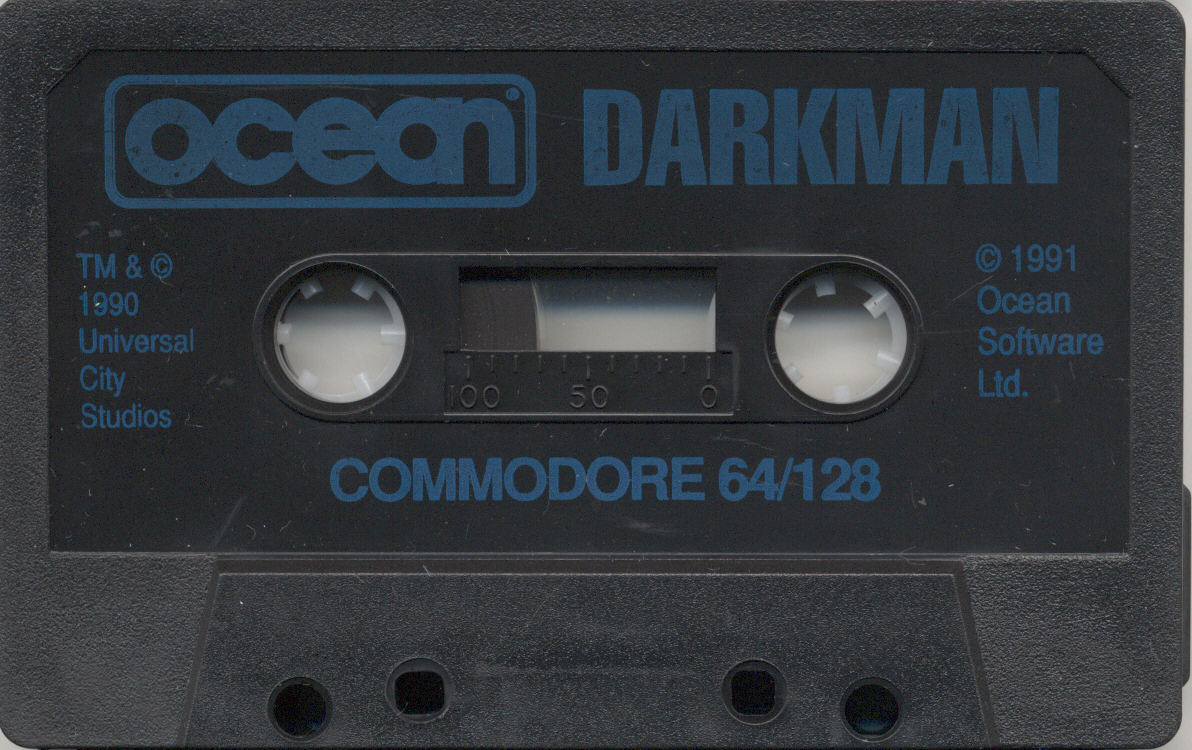 ocean®
DARKMAN
TM & ©
1990
Universal
City
Studios
© 1991
Ocean
Software
Ltd.
100 50 0
COMMODORE 64/128